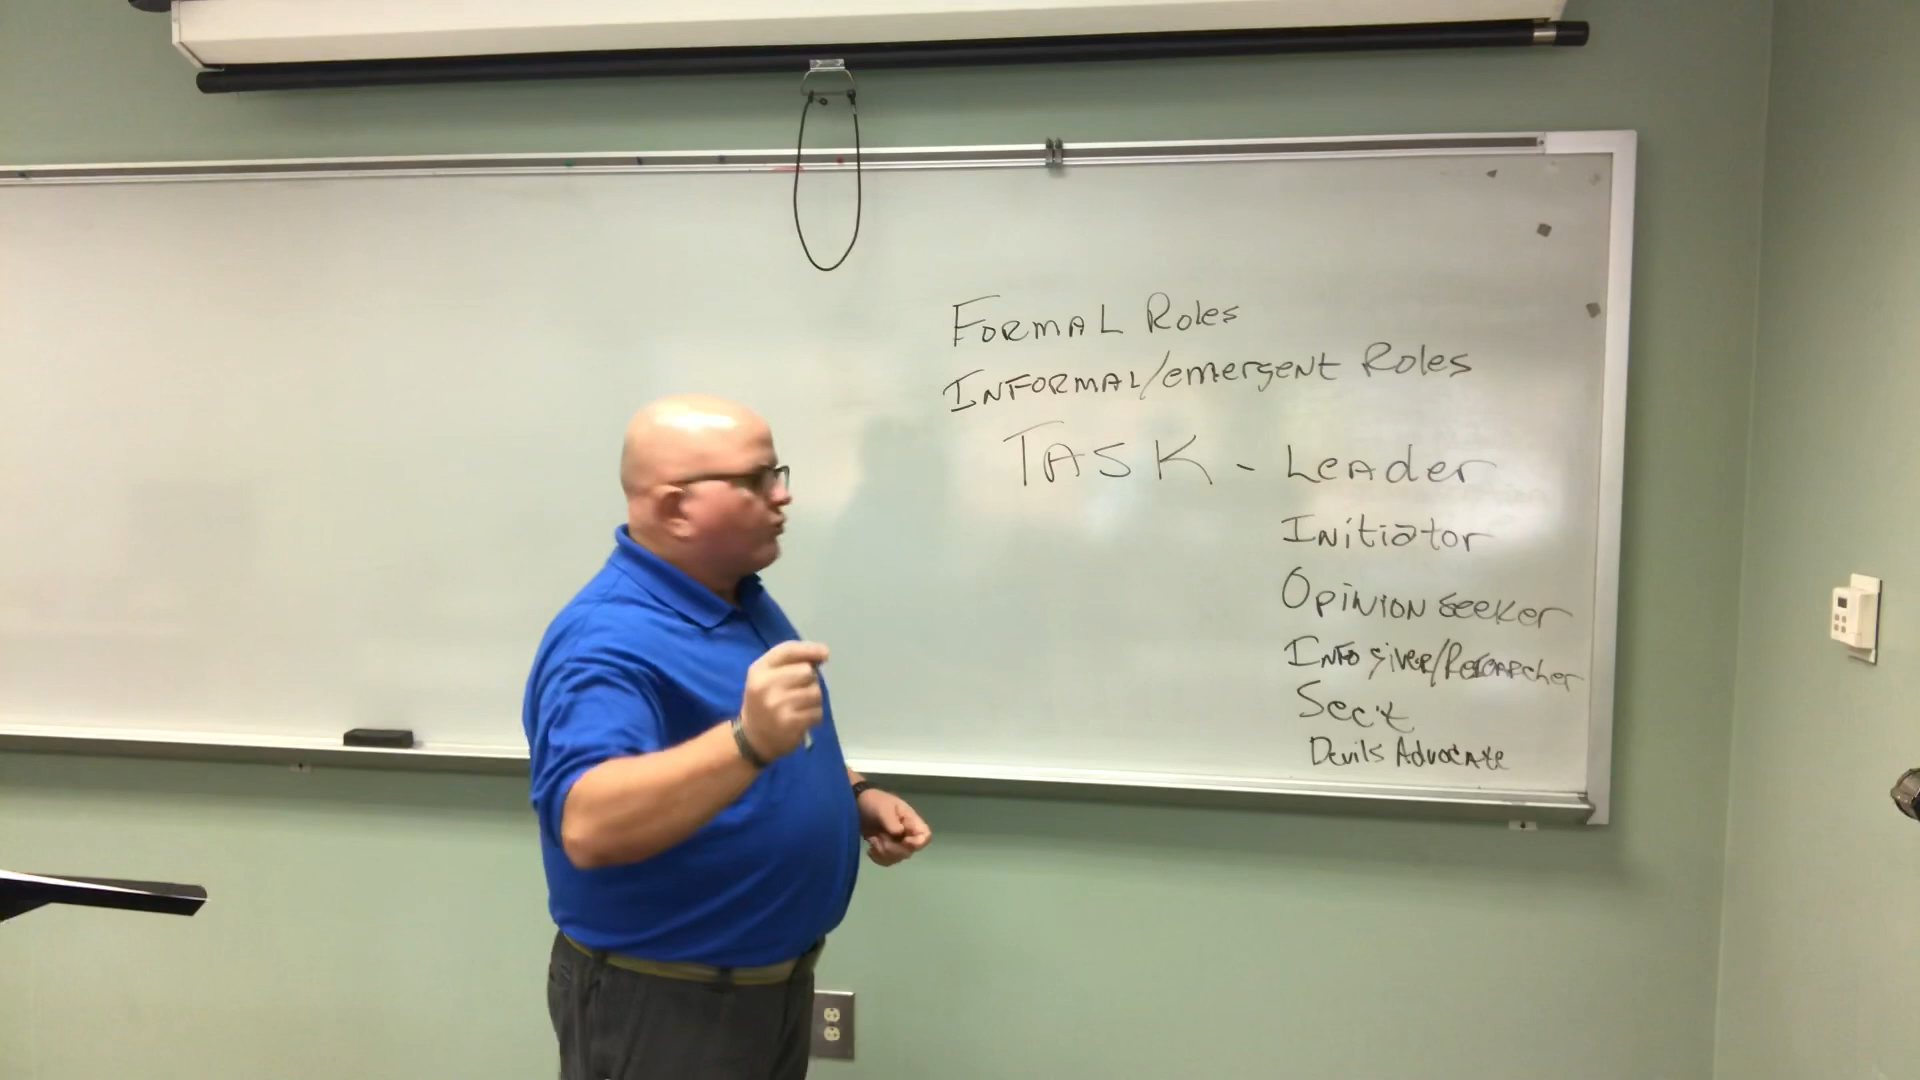 FORMAL Roles
INFORMAL/emergent Roles
TASK - Leader
Initiator
Opinion seeker
Info giver/Researcher
Sec't
Devils Advocate